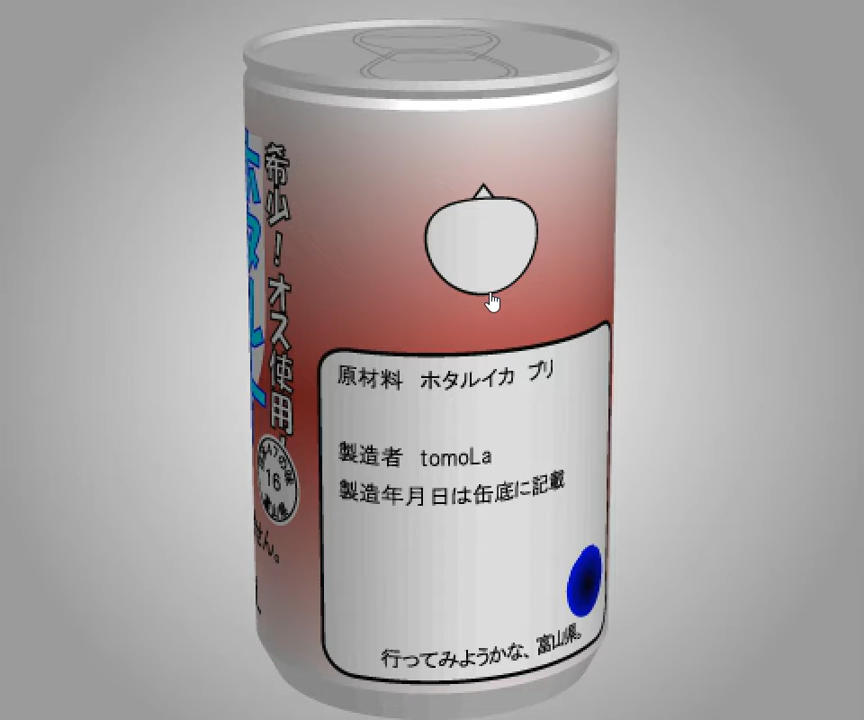 希少！オス使用
16
原材料　ホタルイカ　ブリ
製造者　tomoLa
製造年月日は缶底に記載
行ってみようかな、富山県。